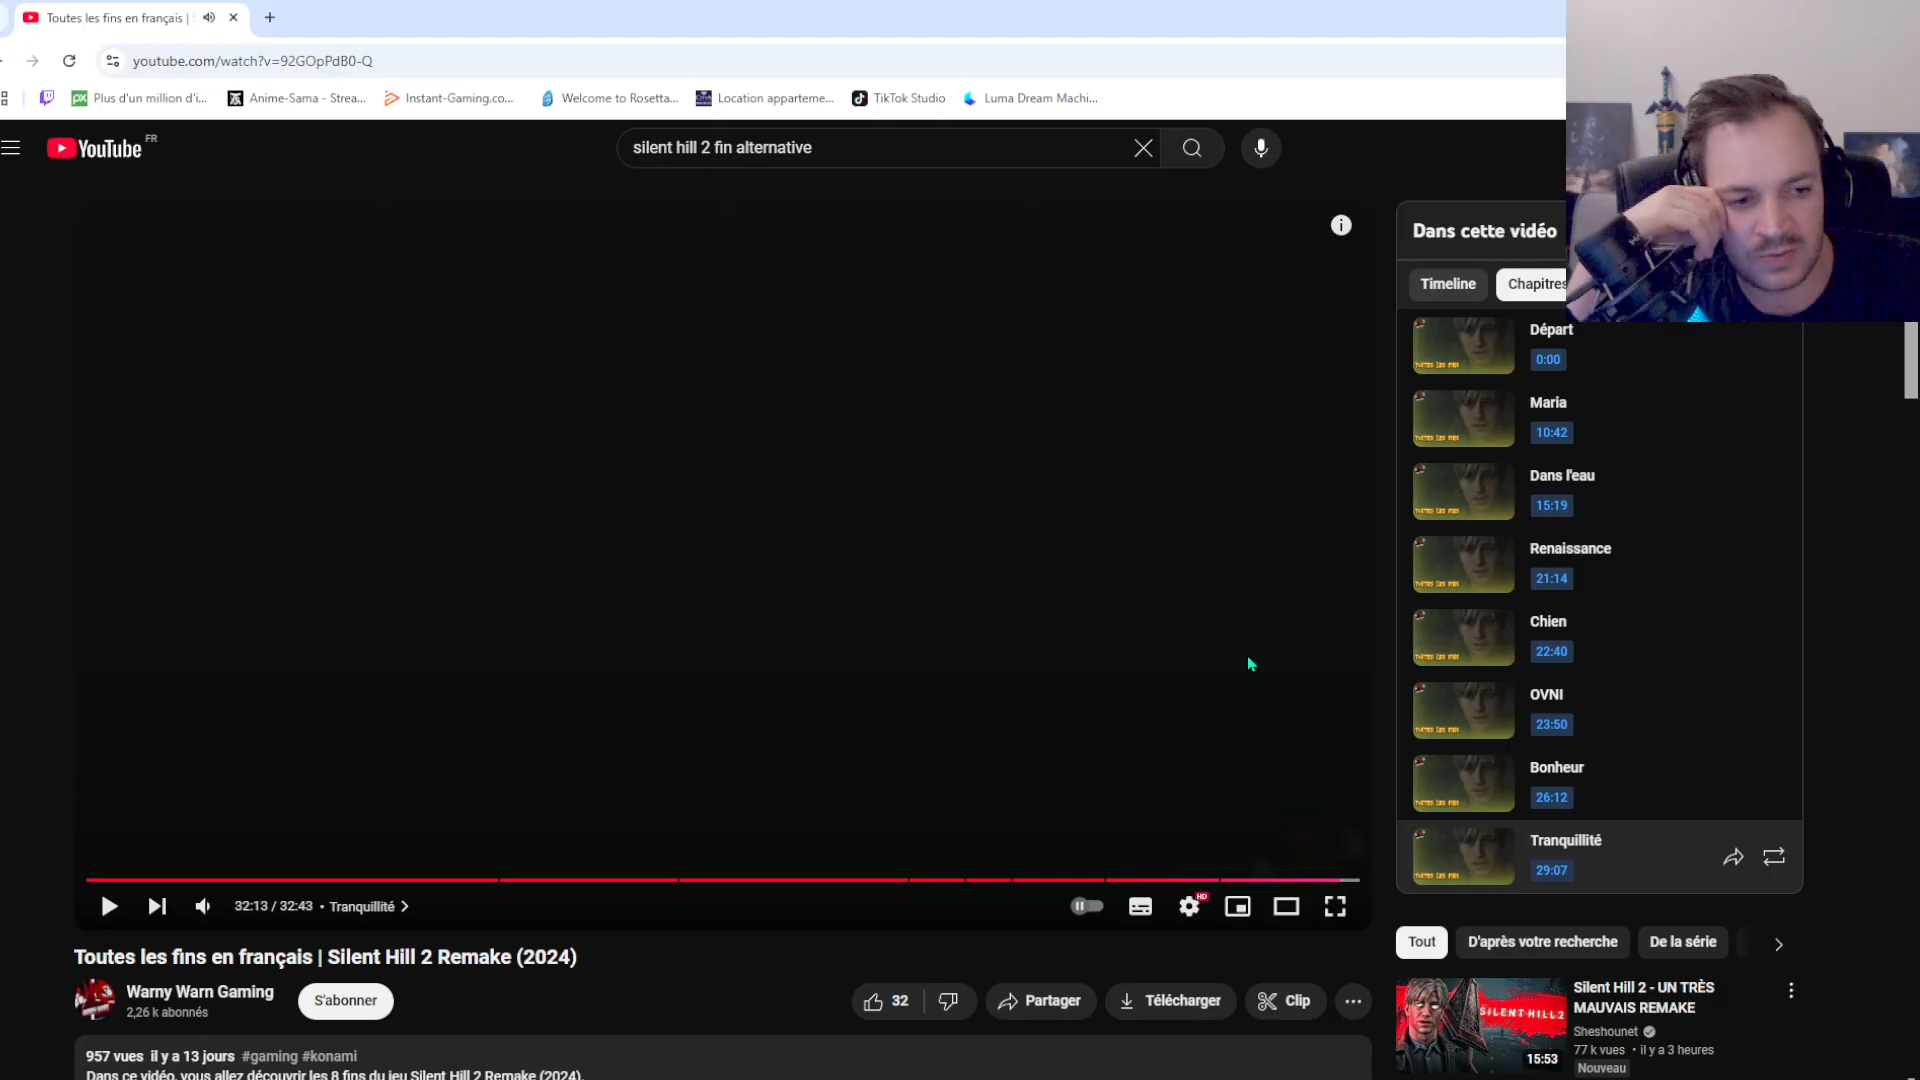 Toutes les fins en français |
youtube.com/watch?v=92GOpPdB0-Q
Plus d'un million d'i...
Anime-Sama - Strea...
Instant-Gaming.co...
Welcome to Rosetta...
Location apparteme...
TikTok Studio
Luma Dream Machi...
YouTube FR
silent hill 2 fin alternative
Dans cette vidéo
Timeline
Chapitres
Départ
0:00
Maria
10:42
Dans l'eau
15:19
Renaissance
21:14
Chien
22:40
OVNI
23:50
Bonheur
26:12
Tranquillité
29:07
32:13 / 32:43 • Tranquillité
HD
Toutes les fins en français | Silent Hill 2 Remake (2024)
Warny Warn Gaming
2,26 k abonnés
S'abonner
32
Partager
Télécharger
Clip
957 vues il y a 13 jours #gaming #konami
Dans ce vidéo, vous allez découvrir les 8 fins du jeu Silent Hill 2 Remake (2024).
Tout
D'après votre recherche
De la série
SILENT HILL 2
15:53
Silent Hill 2 - UN TRÈS
MAUVAIS REMAKE
Sheshounet
77 k vues • il y a 3 heures
Nouveau